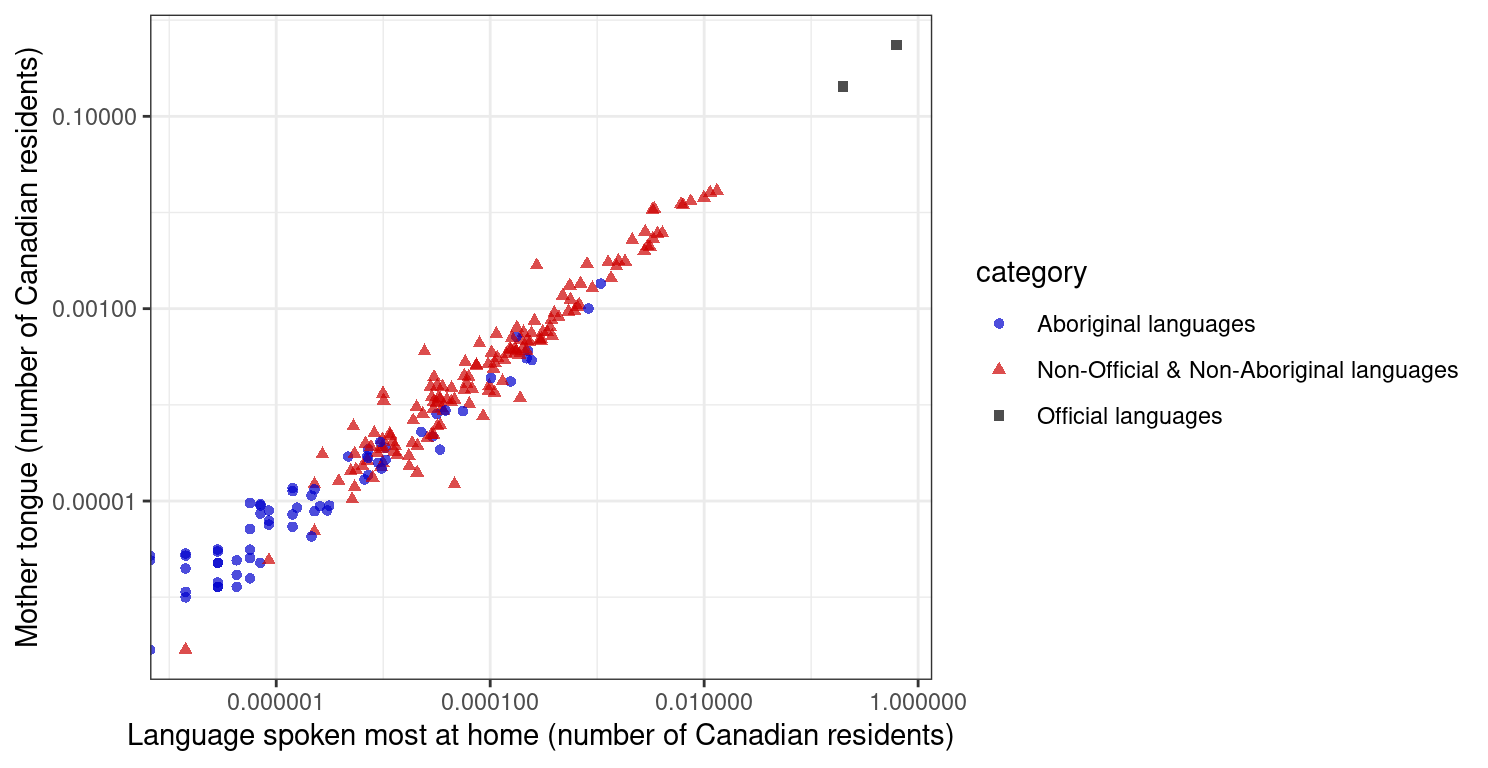 Mother tongue (number of Canadian residents)
0.10000
0.00100
0.00001
0.000001
0.000100
0.010000
1.000000
Language spoken most at home (number of Canadian residents)
category
Aboriginal languages
Non-Official & Non-Aboriginal languages
Official languages